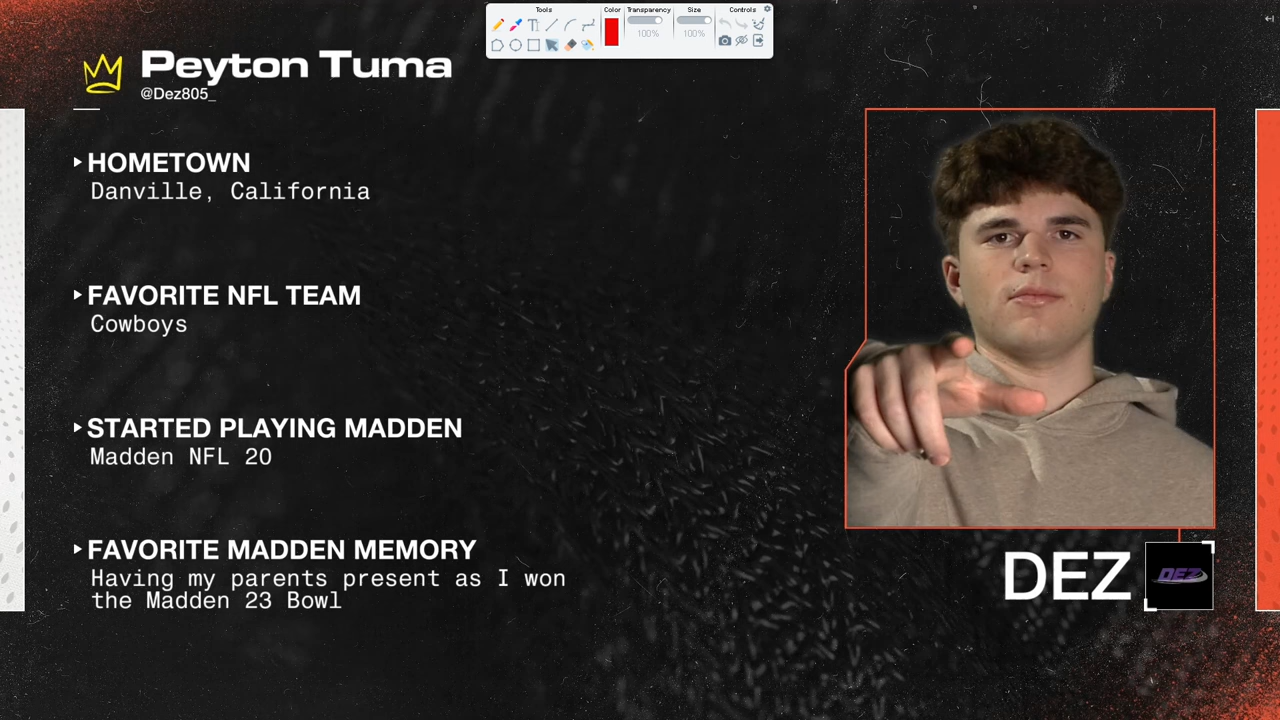 Tools
Color
Transparency
Size
Controls
100%
100%
Peyton Tuma
@Dez805_
HOMETOWN
Danville, California
FAVORITE NFL TEAM
Cowboys
STARTED PLAYING MADDEN
Madden NFL 20
FAVORITE MADDEN MEMORY
Having my parents present as I won
the Madden 23 Bowl
DEZ
DEZ